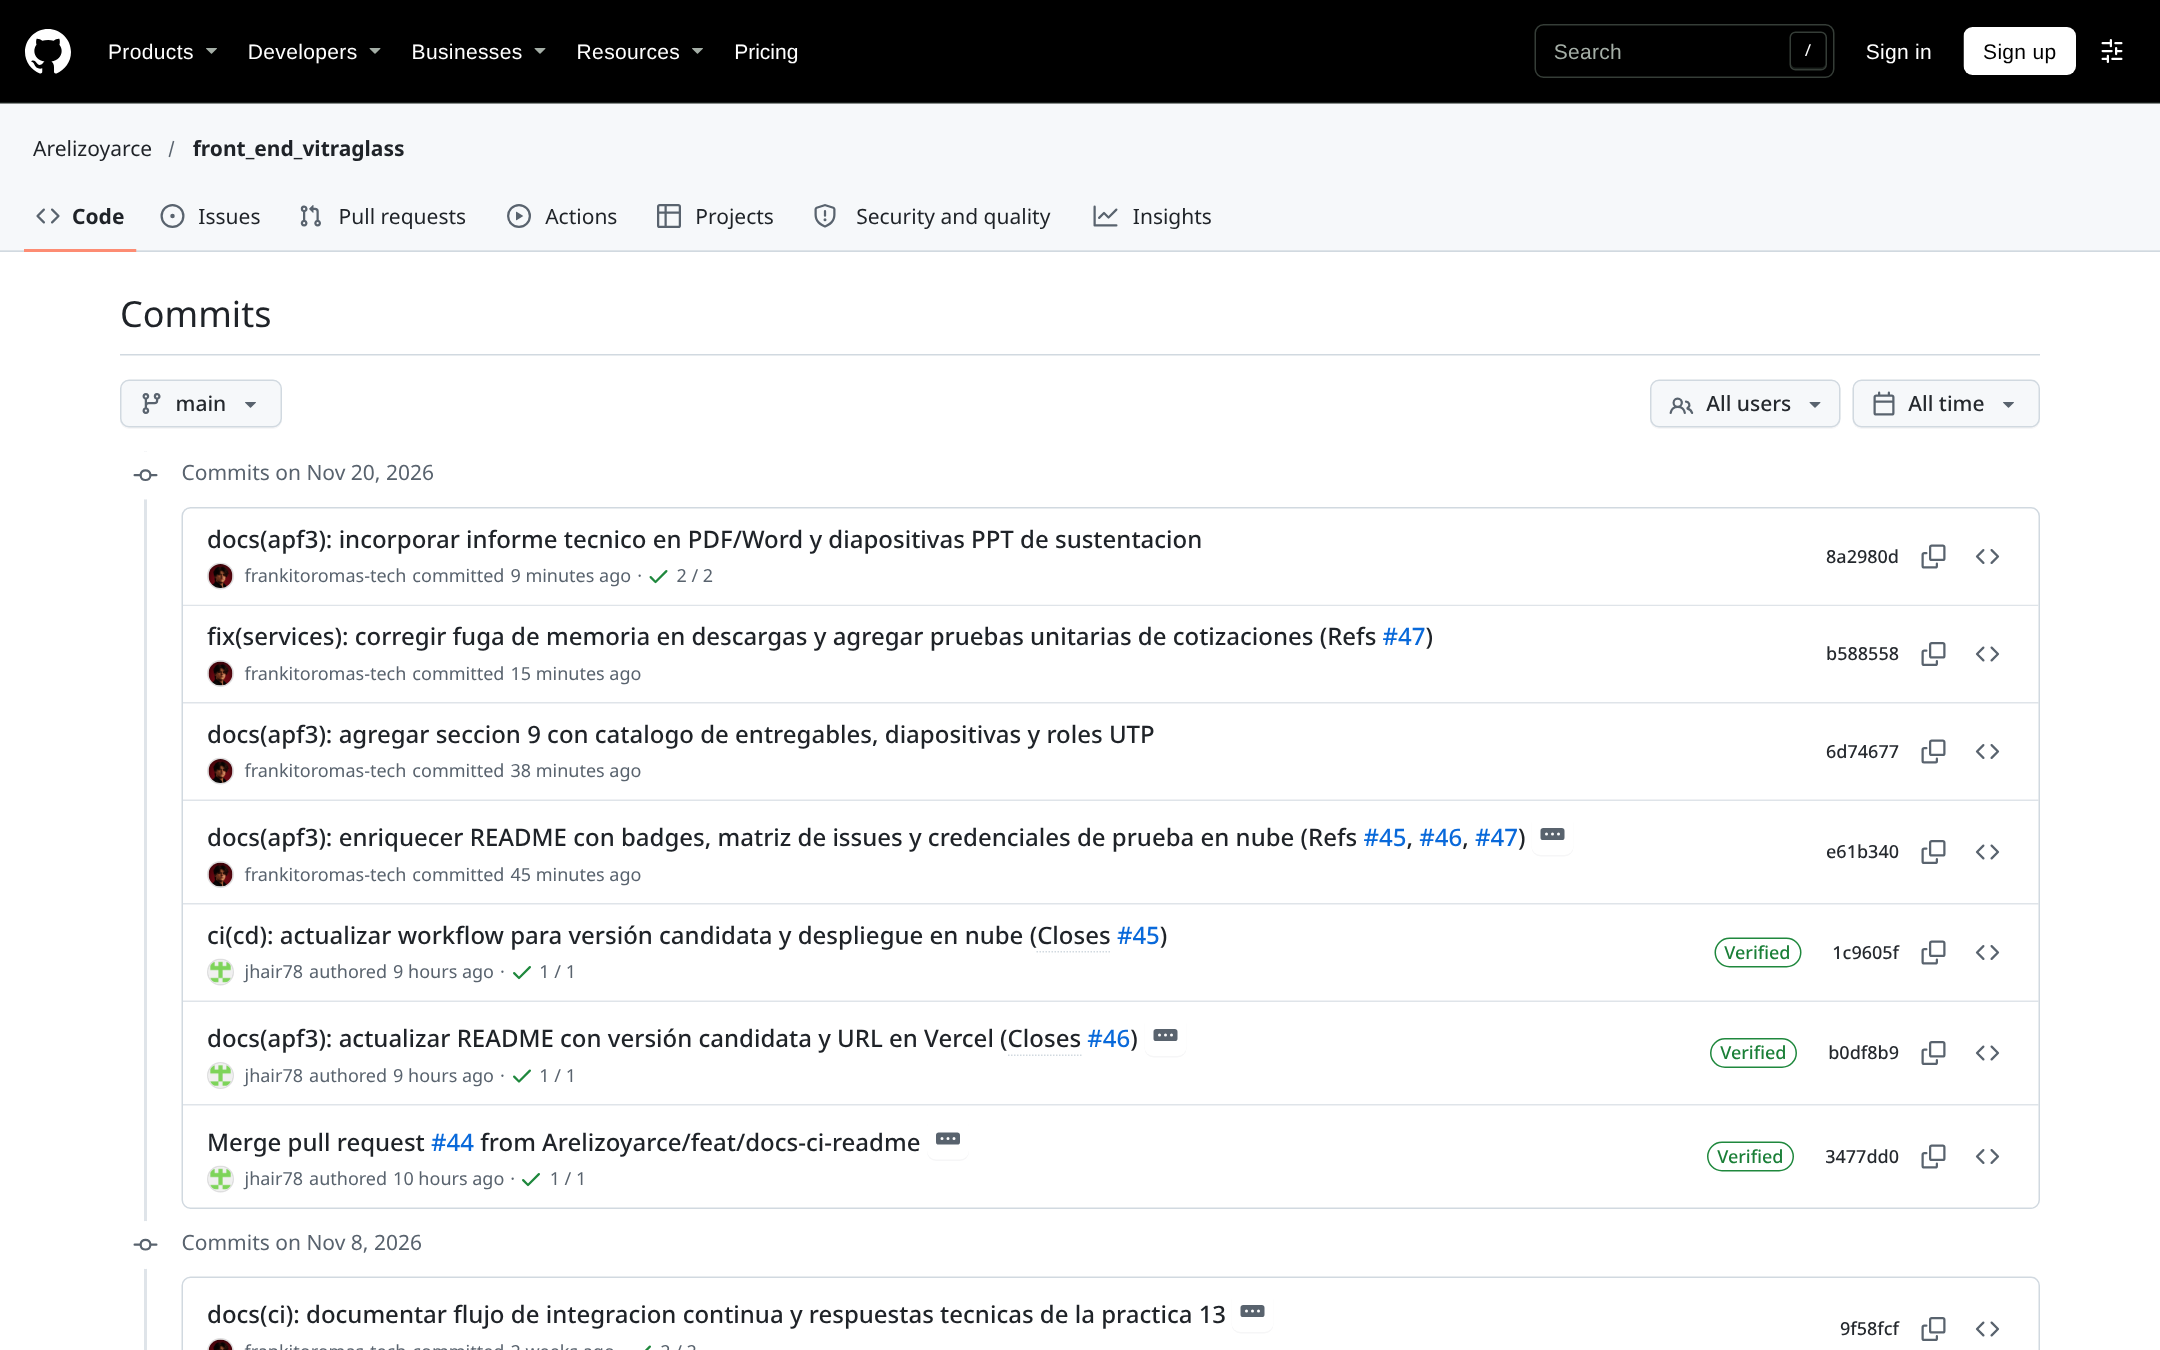 Products Developers Businesses Resources Pricing Search / Sign in Sign up
Arelizoyarce / front_end_vitraglass
Code Issues Pull requests Actions Projects Security and quality Insights
Commits
main All users All time
Commits on Nov 20, 2026
docs(apf3): incorporar informe tecnico en PDF/Word y diapositivas PPT de sustentacion
frankitoromas-tech committed 9 minutes ago · 2 / 2
8a2980d
fix(services): corregir fuga de memoria en descargas y agregar pruebas unitarias de cotizaciones (Refs #47)
frankitoromas-tech committed 15 minutes ago
b588558
docs(apf3): agregar seccion 9 con catalogo de entregables, diapositivas y roles UTP
frankitoromas-tech committed 38 minutes ago
6d74677
docs(apf3): enriquecer README con badges, matriz de issues y credenciales de prueba en nube (Refs #45, #46, #47)
frankitoromas-tech committed 45 minutes ago
e61b340
ci(cd): actualizar workflow para versión candidata y despliegue en nube (Closes #45)
jhair78 authored 9 hours ago · 1 / 1
Verified 1c9605f
docs(apf3): actualizar README con versión candidata y URL en Vercel (Closes #46)
jhair78 authored 9 hours ago · 1 / 1
Verified b0df8b9
Merge pull request #44 from Arelizoyarce/feat/docs-ci-readme
jhair78 authored 10 hours ago · 1 / 1
Verified 3477dd0
Commits on Nov 8, 2026
docs(ci): documentar flujo de integracion continua y respuestas tecnicas de la practica 13
frankitoromas-tech committed 2 weeks ago
9f58fcf